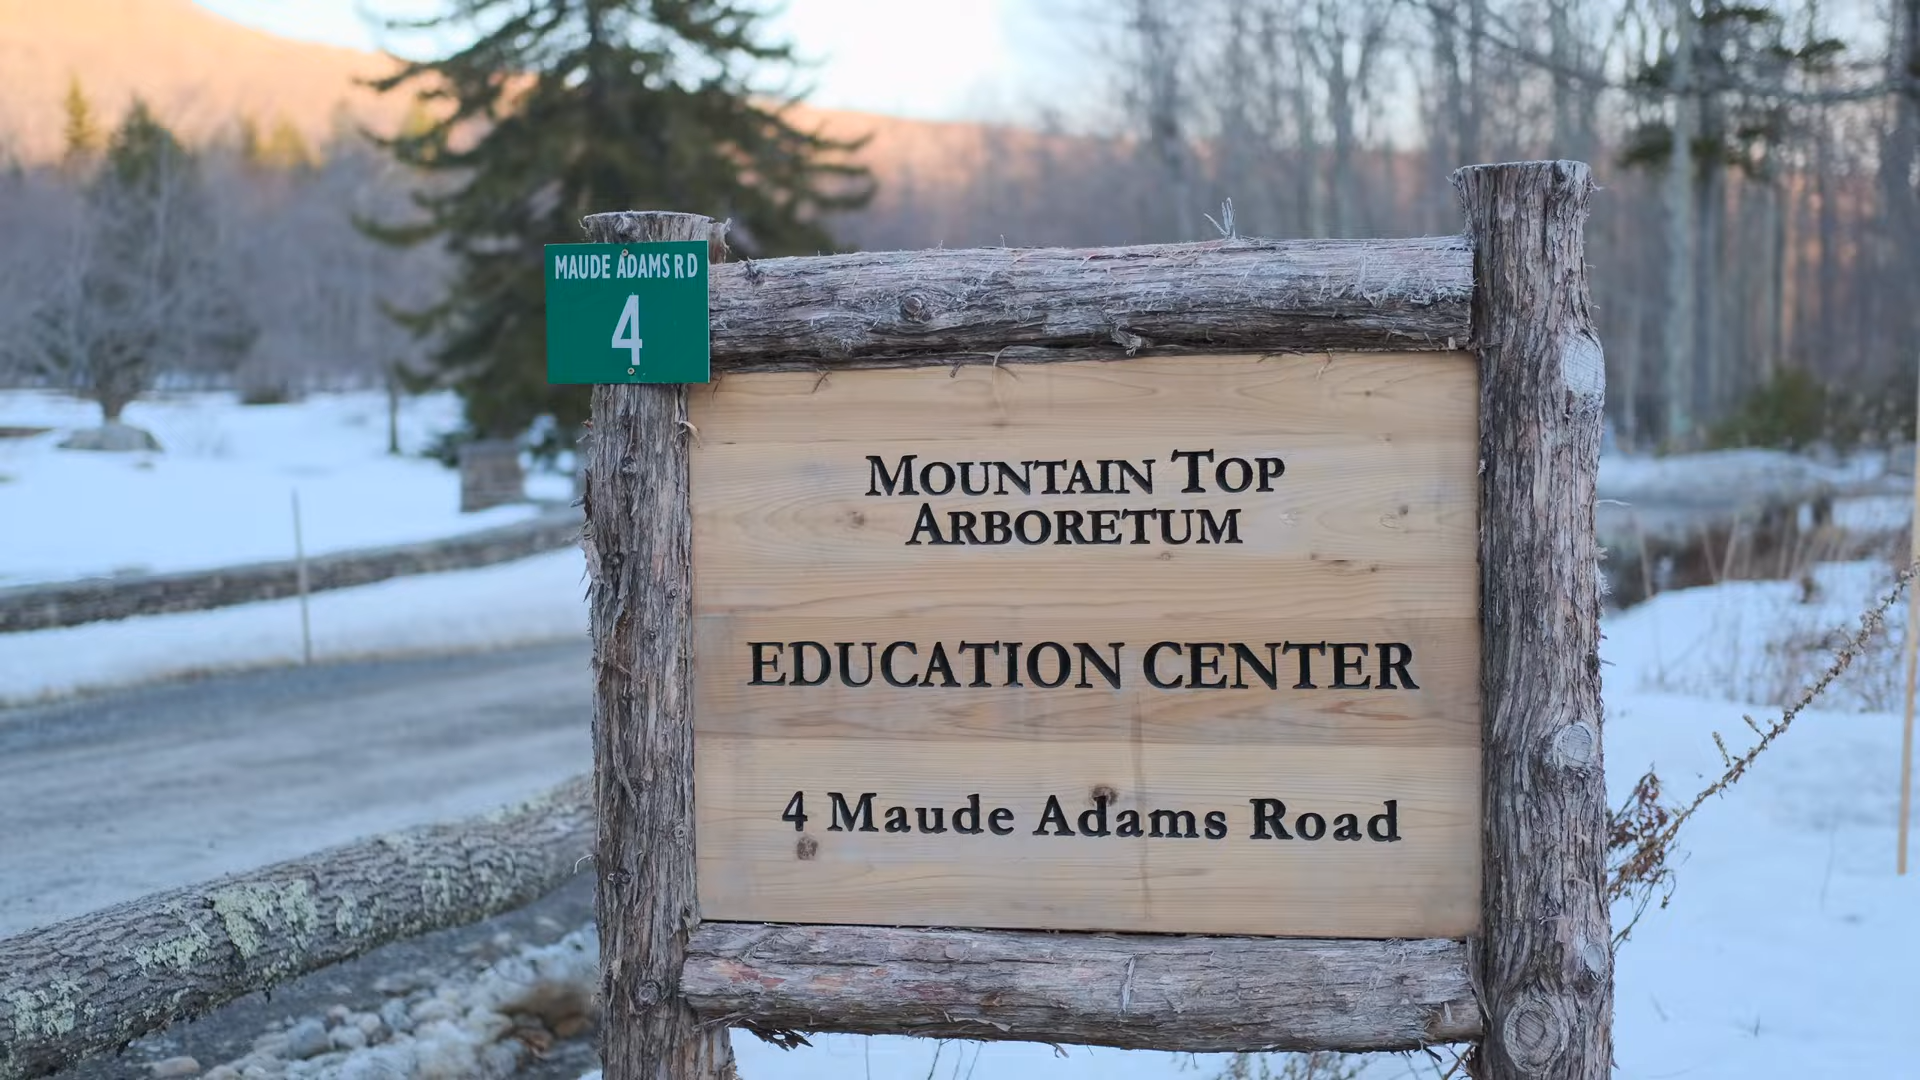 MAUDE ADAMS RD
4
MOUNTAIN TOP
ARBORETUM
EDUCATION CENTER
4 Maude Adams Road